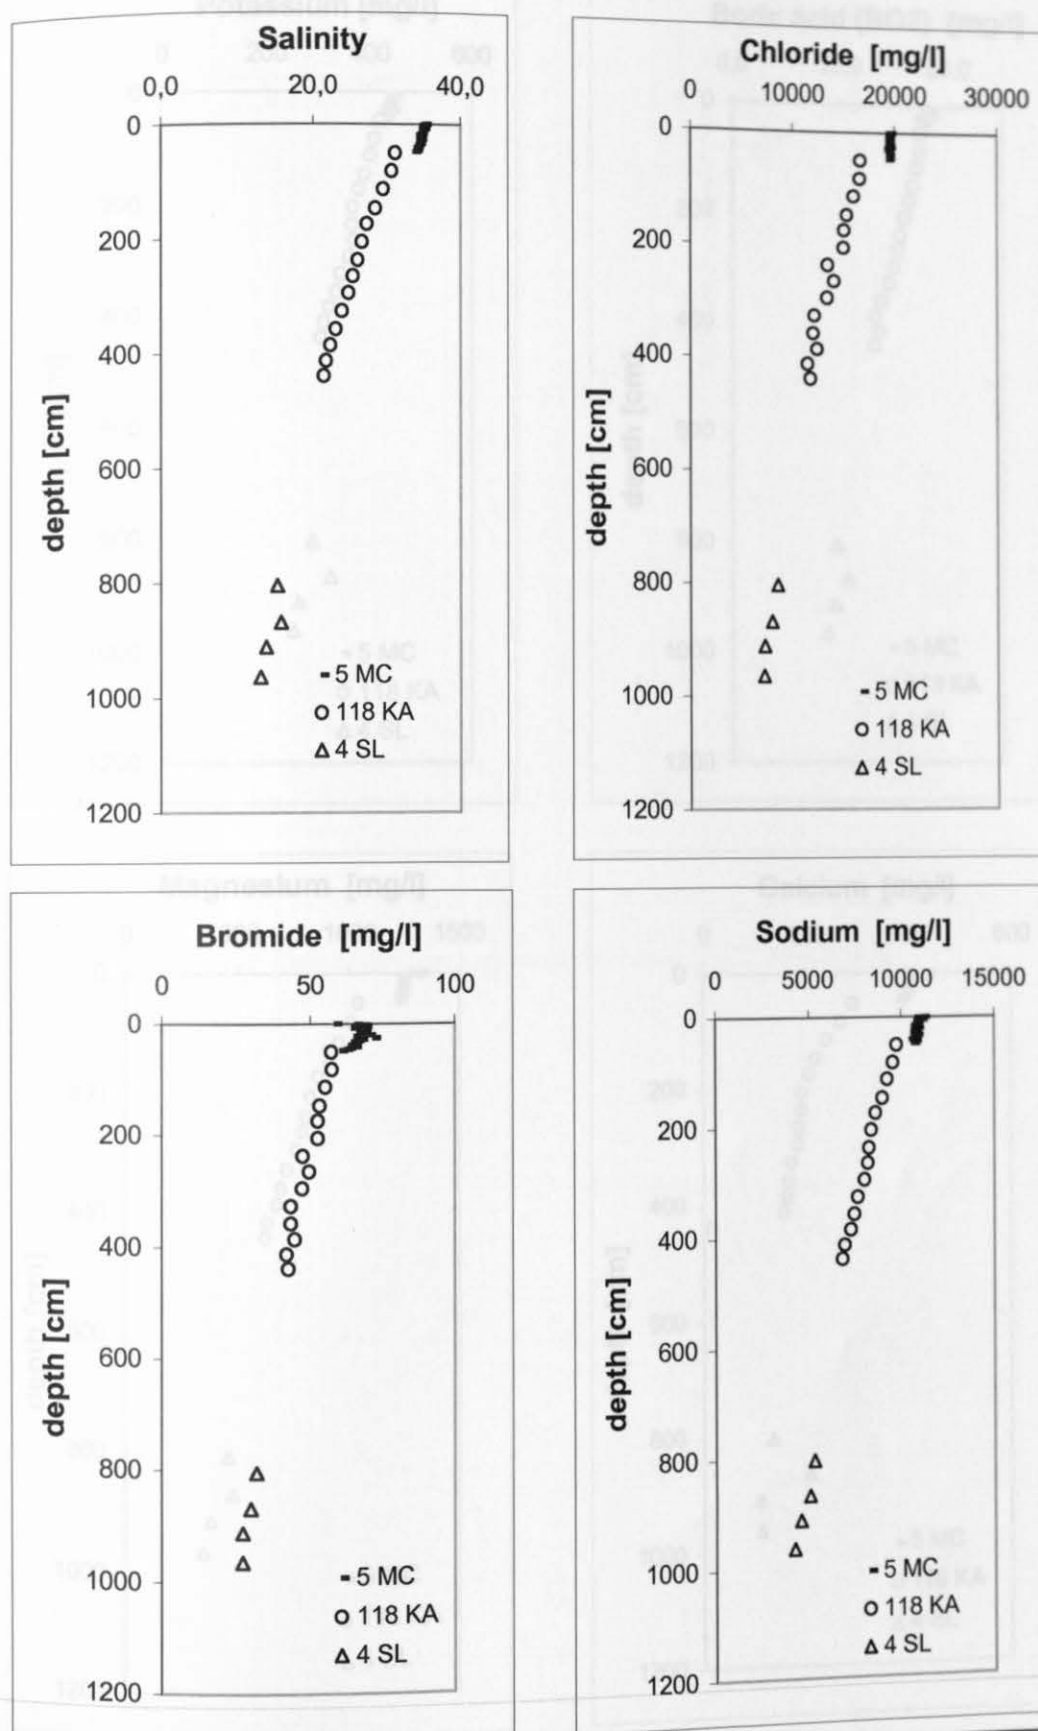 Salinity
0,0 20,0 40,0
0
200
400
600
800
1000
1200
depth [cm]
5 MC
118 KA
4 SL
Chloride [mg/l]
0 10000 20000 30000
0
200
400
600
800
1000
1200
depth [cm]
5 MC
118 KA
4 SL
Bromide [mg/l]
0 50 100
0
200
400
600
800
1000
1200
depth [cm]
5 MC
118 KA
4 SL
Sodium [mg/l]
0 5000 10000 15000
0
200
400
600
800
1000
1200
depth [cm]
5 MC
118 KA
4 SL